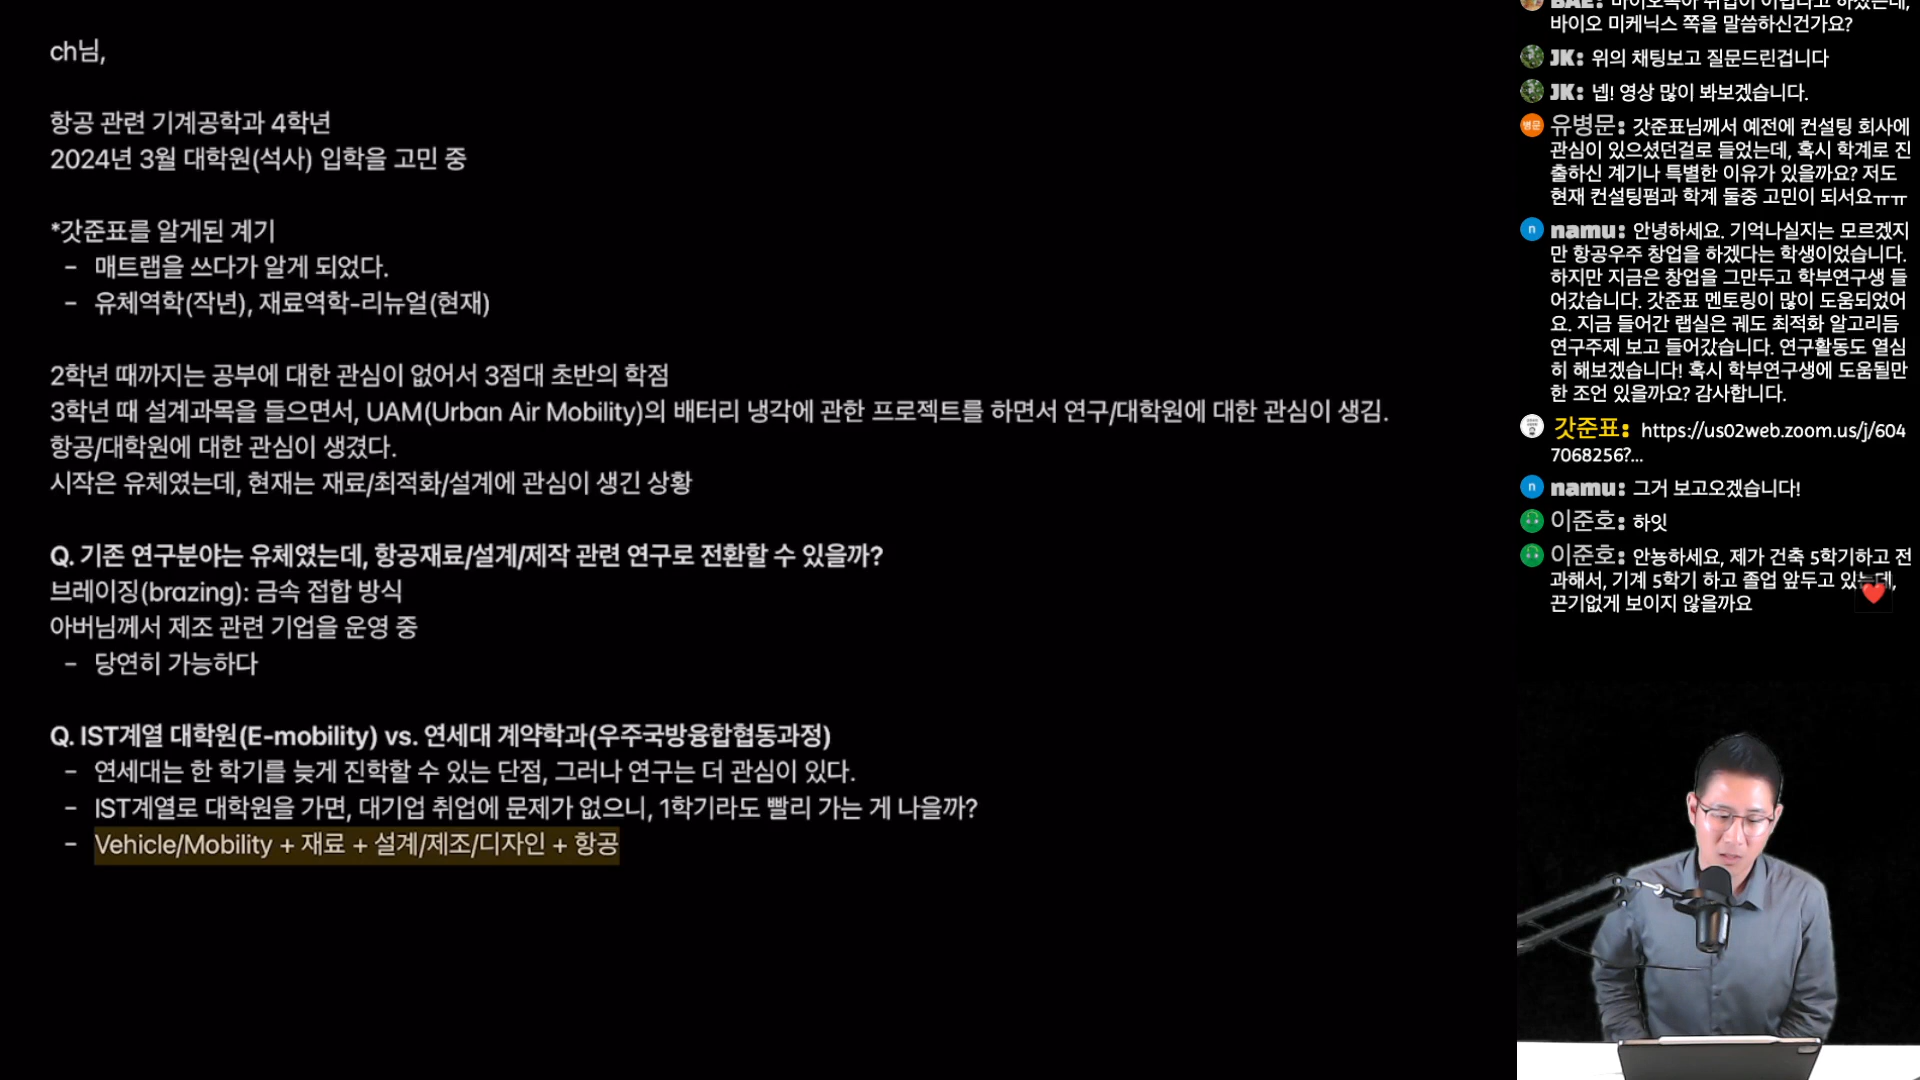 ch님,
항공 관련 기계공학과 4학년
2024년 3월 대학원(석사) 입학을 고민 중
*갓준표를 알게된 계기
- 매트랩을 쓰다가 알게 되었다.
- 유체역학(작년), 재료역학-리뉴얼(현재)
2학년 때까지는 공부에 대한 관심이 없어서 3점대 초반의 학점
3학년 때 설계과목을 들으면서, UAM(Urban Air Mobility)의 배터리 냉각에 관한 프로젝트를 하면서 연구/대학원에 대한 관심이 생김.
항공/대학원에 대한 관심이 생겼다.
시작은 유체였는데, 현재는 재료/최적화/설계에 관심이 생긴 상황
Q. 기존 연구분야는 유체였는데, 항공재료/설계/제작 관련 연구로 전환할 수 있을까?
브레이징(brazing): 금속 접합 방식
아버님께서 제조 관련 기업을 운영 중
- 당연히 가능하다
Q. IST계열 대학원(E-mobility) vs. 연세대 계약학과(우주국방융합협동과정)
- 연세대는 한 학기를 늦게 진학할 수 있는 단점, 그러나 연구는 더 관심이 있다.
- IST계열로 대학원을 가면, 대기업 취업에 문제가 없으니, 1학기라도 빨리 가는 게 나을까?
- Vehicle/Mobility + 재료 + 설계/제조/디자인 + 항공
바이오 미케닉스 쪽을 말씀하신건가요?
JK: 위의 채팅보고 질문드린겁니다
JK: 넵! 영상 많이 봐보겠습니다.
병문 유병문: 갓준표님께서 예전에 컨설팅 회사에
관심이 있으셨던걸로 들었는데, 혹시 학계로 진
출하신 계기나 특별한 이유가 있을까요? 저도
현재 컨설팅펌과 학계 둘중 고민이 되서요ㅠㅠ
n namu: 안녕하세요. 기억나실지는 모르겠지
만 항공우주 창업을 하겠다는 학생이었습니다.
하지만 지금은 창업을 그만두고 학부연구생 들
어갔습니다. 갓준표 멘토링이 많이 도움되었어
요. 지금 들어간 랩실은 궤도 최적화 알고리듬
연구주제 보고 들어갔습니다. 연구활동도 열심
히 해보겠습니다! 혹시 학부연구생에 도움될만
한 조언 있을까요? 감사합니다.
갓준표: https://us02web.zoom.us/j/604
7068256?...
n namu: 그거 보고오겠습니다!
이준호: 하잇
이준호: 안뇽하세요, 제가 건축 5학기하고 전
과해서, 기계 5학기 하고 졸업 앞두고 있는데,
끈기없게 보이지 않을까요